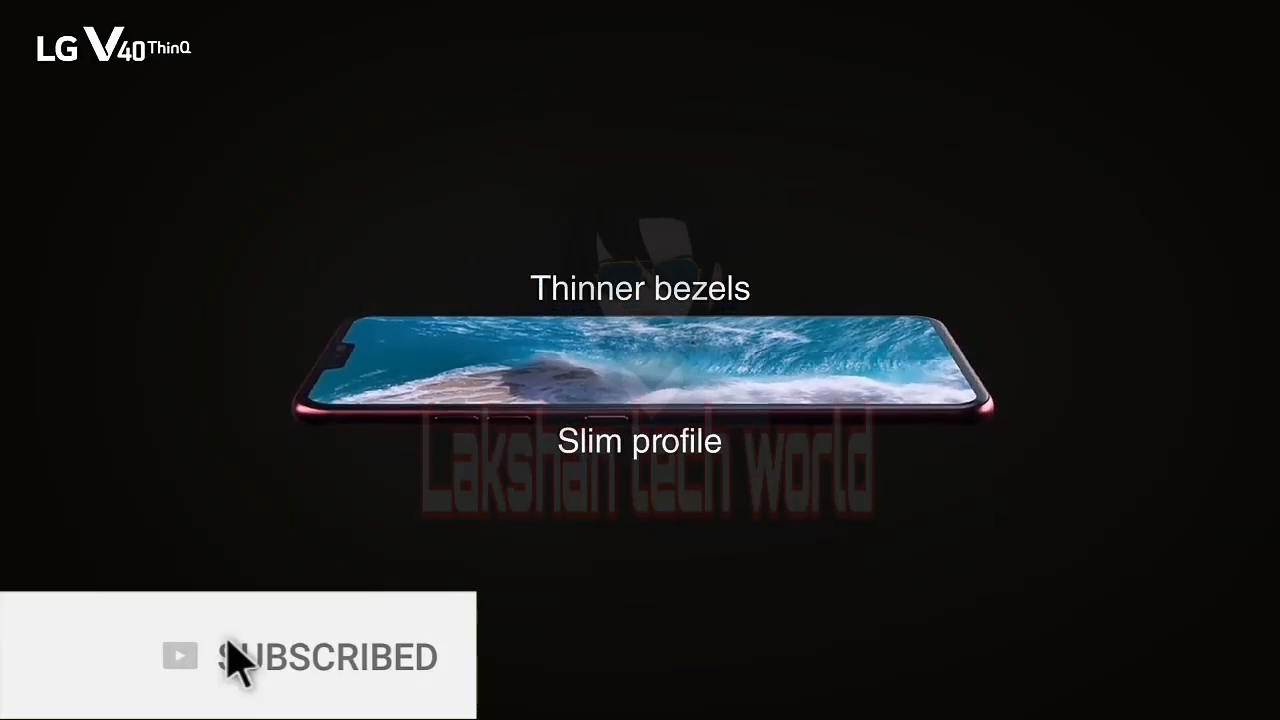 LG V40 ThinQ
Thinner bezels
Slim profile
Lakshan tech world
SUBSCRIBED